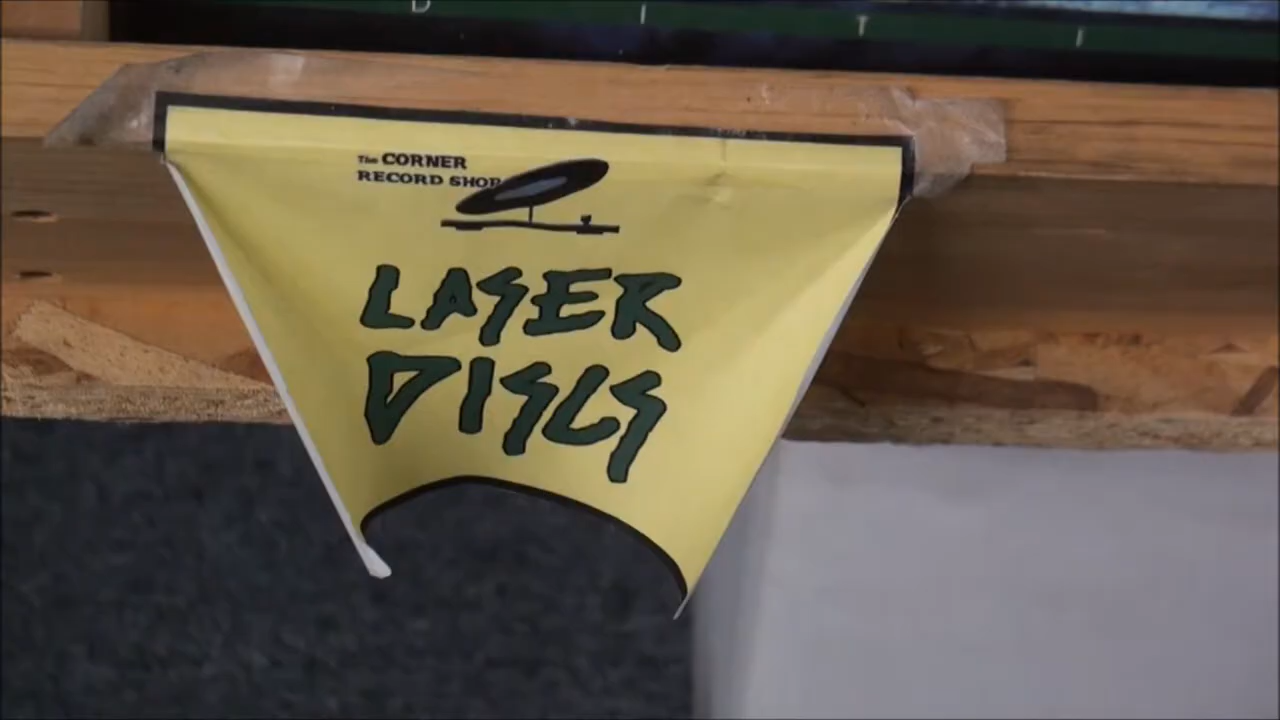 D I T I
The CORNER
RECORD SHOP
LASER
DISCS